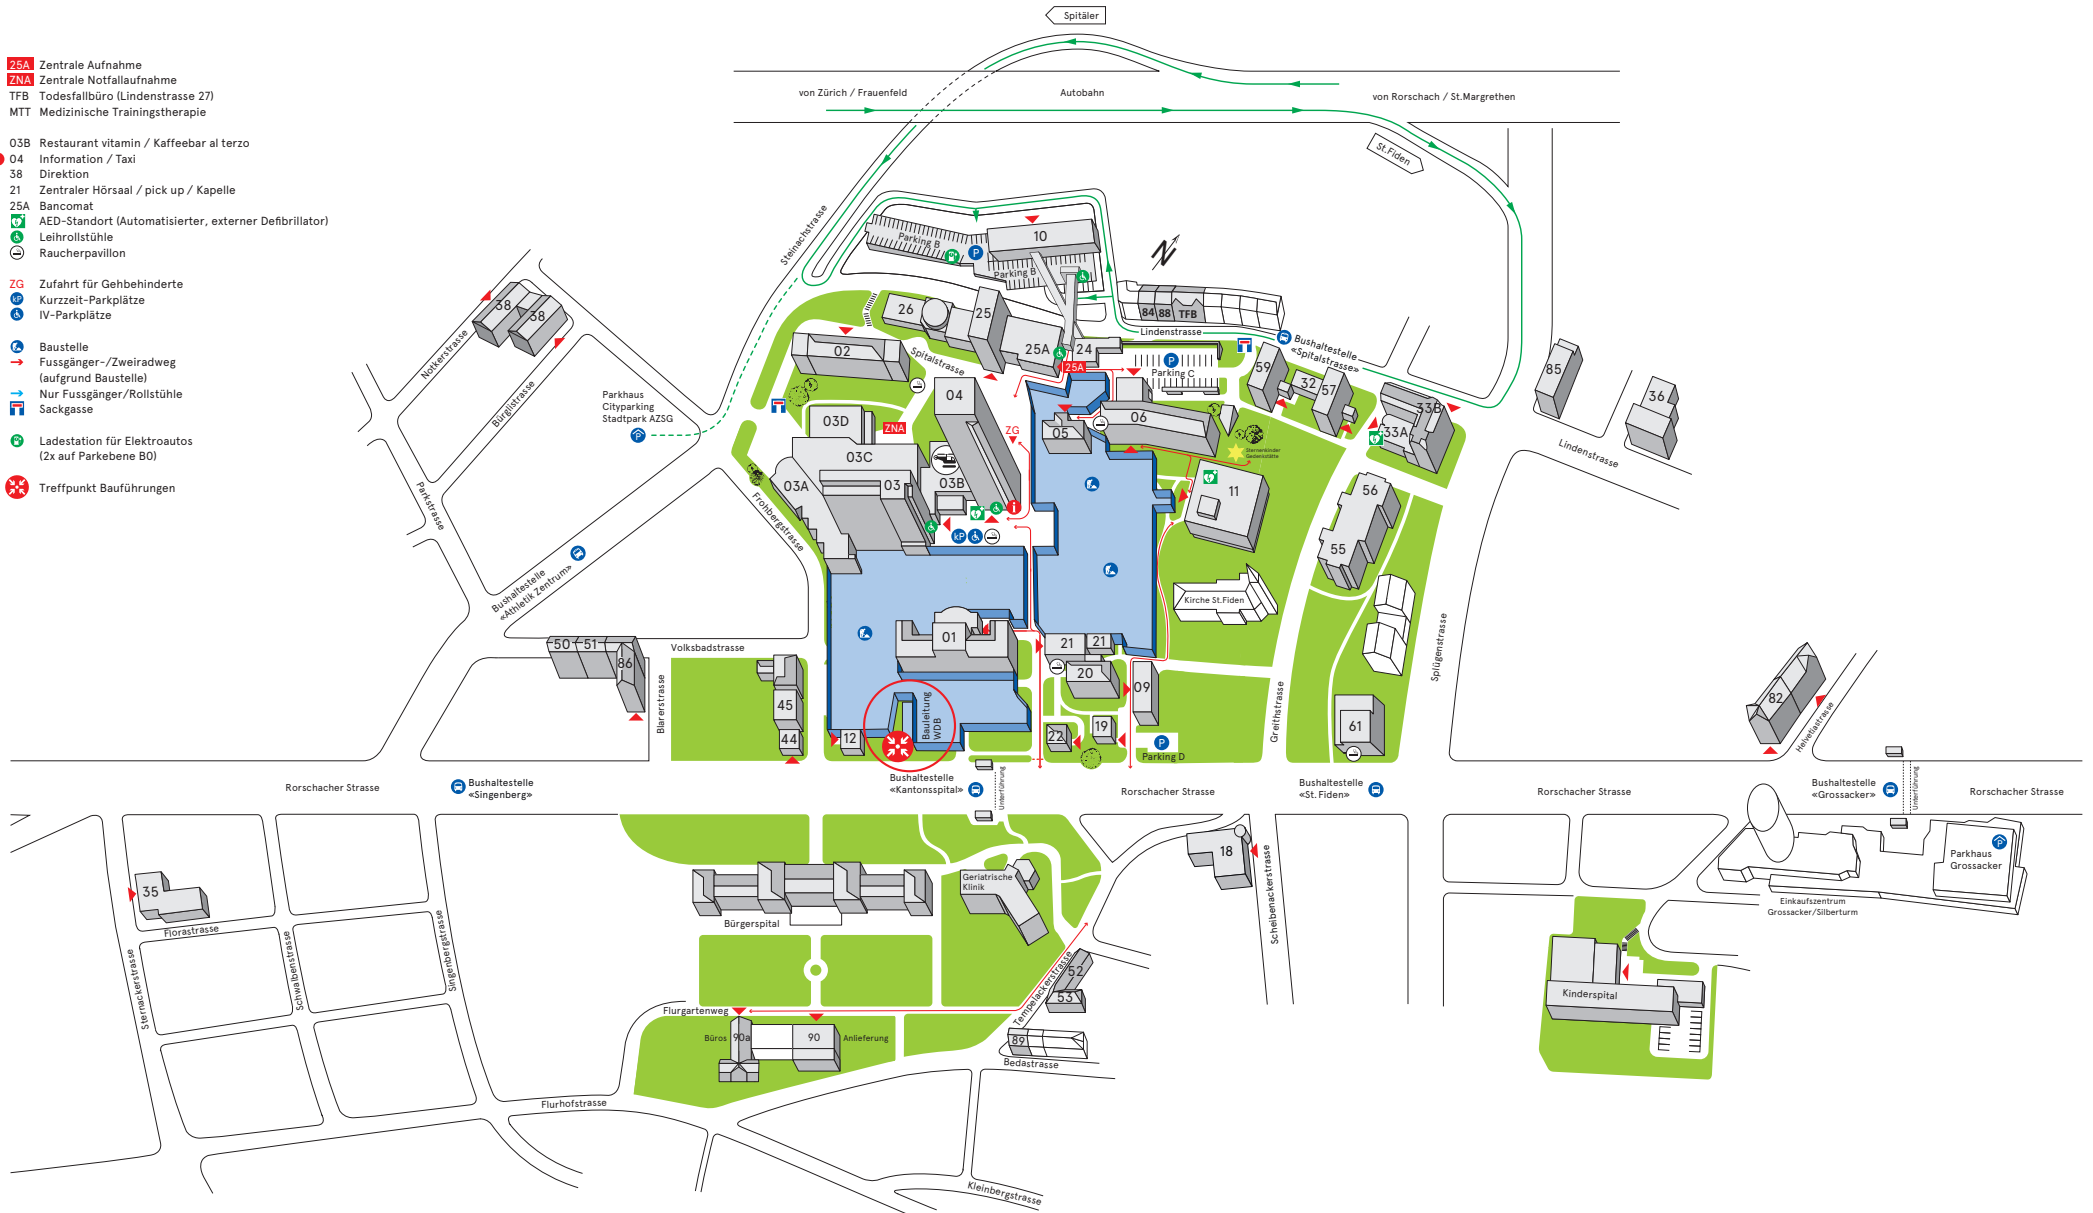 Spitäler
25A Zentrale Aufnahme
ZNA Zentrale Notfallaufnahme
TFB Todesfallbüro (Lindenstrasse 27)
MTT Medizinische Trainingstherapie
03B Restaurant vitamin / Kaffeebar al terzo
04 Information / Taxi
38 Direktion
21 Zentraler Hörsaal / pick up / Kapelle
25A Bancomat
AED-Standort (Automatisierter, externer Defibrillator)
Leihrollstühle
Raucherpavillon
ZG Zufahrt für Gehbehinderte
kP Kurzzeit-Parkplätze
IV-Parkplätze
Baustelle
Fussgänger-/Zweiradweg
(aufgrund Baustelle)
Nur Fussgänger/Rollstühle
Sackgasse
Ladestation für Elektroautos
(2x auf Parkebene B0)
Treffpunkt Bauführungen
von Zürich / Frauenfeld
Autobahn
von Rorschach / St.Margrethen
St.Fiden
Steinachstrasse
Parking B
P
10
Parking B
N
38
38
Notkerstrasse
Bürglistrasse
Parkstrasse
Parkhaus
Cityparking
Stadtpark AZSG
P
26
25
02
Spitalstrasse
25A
24
25A
84
88
TFB
Lindenstrasse
Bushaltestelle
«Spitalstrasse»
P
Parking C
59
32
57
33B
33A
85
36
Lindenstrasse
04
03D
ZNA
03C
03A
03
03B
ZG
i
kP
05
06
Sternenkinder
Gedenkstätte
11
56
55
Frohbergstrasse
Bushaltestelle
«Athletik Zentrum»
Kirche St.Fiden
Splügenstrasse
50
51
86
Volksbadstrasse
Blarerstrasse
01
21
21
20
09
45
44
12
Bauleitung
WDB
22
19
P
Parking D
Greithstrasse
61
82
Helvetiastrasse
Rorschacher Strasse
Bushaltestelle
«Singenberg»
Bushaltestelle
«Kantonsspital»
Unterführung
Rorschacher Strasse
Bushaltestelle
«St. Fiden»
Rorschacher Strasse
Bushaltestelle
«Grossacker»
Unterführung
Rorschacher Strasse
35
Florastrasse
Sternackerstrasse
Schwalbenstrasse
Singenbergstrasse
Bürgerspital
Geriatrische
Klinik
18
Scheibenackerstrasse
P
Parkhaus
Grossacker
Einkaufszentrum
Grossacker/Silberturm
Kinderspital
52
53
Tempelackerstrasse
Flurgartenweg
Büros
90a
90
Anlieferung
89
Bedastrasse
Flurhofstrasse
Kleinbergstrasse